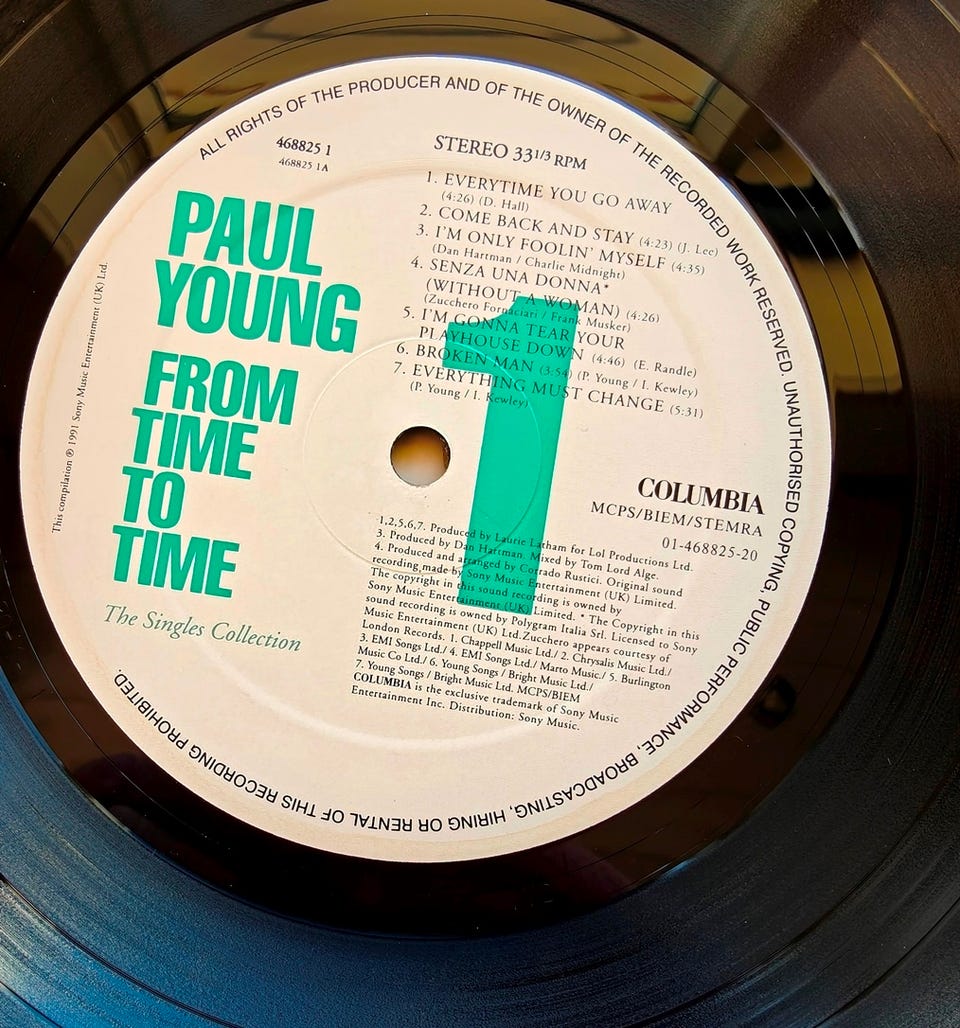 ALL RIGHTS OF THE PRODUCER AND OF THE OWNER OF THE RECORDED WORK RESERVED. UNAUTHORISED COPYING, PUBLIC PERFORMANCE, BROADCASTING, HIRING OR RENTAL OF THIS RECORDING PROHIBITED.
468825 1
468825 1A
STEREO 33 1/3 RPM
PAUL
YOUNG
FROM
TIME
TO
TIME
The Singles Collection
This compilation ℗ 1991 Sony Music Entertainment (UK) Ltd.
1
1. EVERYTIME YOU GO AWAY
(4:26) (D. Hall)
2. COME BACK AND STAY (4:23) (J. Lee)
3. I'M ONLY FOOLIN' MYSELF (4:35)
(Dan Hartman / Charlie Midnight)
4. SENZA UNA DONNA*
(WITHOUT A WOMAN) (4:26)
(Zucchero Fornaciari / Frank Musker)
5. I'M GONNA TEAR YOUR
PLAYHOUSE DOWN (4:46) (E. Randle)
6. BROKEN MAN (3:54) (P. Young / I. Kewley)
7. EVERYTHING MUST CHANGE (5:31)
(P. Young / I. Kewley)
COLUMBIA
MCPS/BIEM/STEMRA
01-468825-20
1,2,5,6,7. Produced by Laurie Latham for Lol Productions Ltd.
3. Produced by Dan Hartman. Mixed by Tom Lord Alge.
4. Produced and arranged by Corrado Rustici. Original sound
recording made by Sony Music Entertainment (UK) Limited.
The copyright in this sound recording is owned by
Sony Music Entertainment (UK) Limited. * The Copyright in this
sound recording is owned by Polygram Italia Srl. Licensed to Sony
Music Entertainment (UK) Ltd.Zucchero appears courtesy of
London Records. 1. Chappell Music Ltd./ 2. Chrysalis Music Ltd./
3. EMI Songs Ltd./ 4. EMI Songs Ltd./ Marto Music./ 5. Burlington
Music Co Ltd./ 6. Young Songs / Bright Music Ltd./
7. Young Songs / Bright Music Ltd. MCPS/BIEM
COLUMBIA is the exclusive trademark of Sony Music
Entertainment Inc. Distribution: Sony Music.